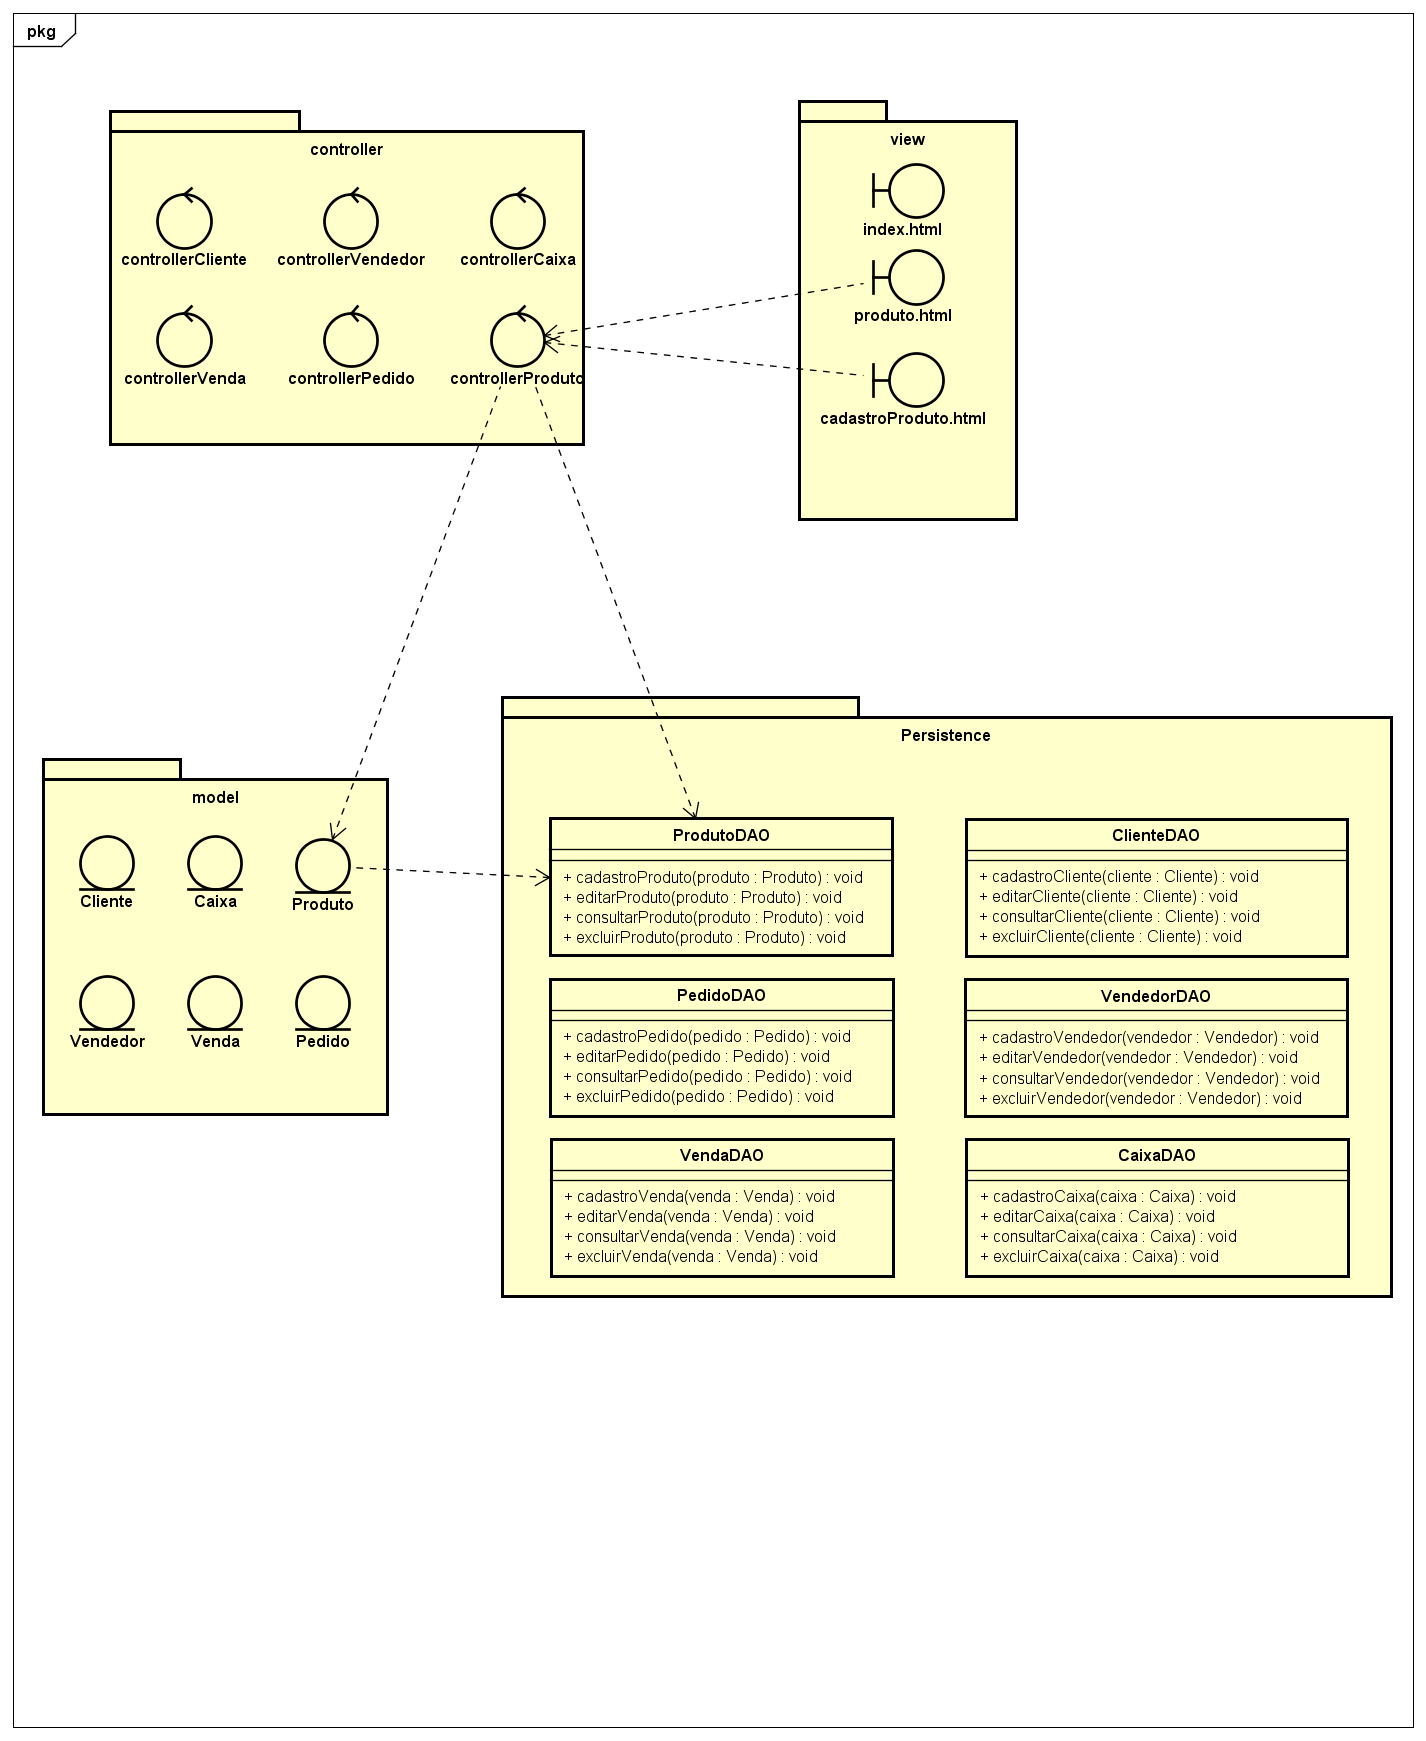 pkg
controller
controllerCliente
controllerVendedor
controllerCaixa
controllerVenda
controllerPedido
controllerProduto
view
index.html
produto.html
cadastroProduto.html
model
Cliente
Caixa
Produto
Vendedor
Venda
Pedido
Persistence
ProdutoDAO
+ cadastroProduto(produto : Produto) : void
+ editarProduto(produto : Produto) : void
+ consultarProduto(produto : Produto) : void
+ excluirProduto(produto : Produto) : void
ClienteDAO
+ cadastroCliente(cliente : Cliente) : void
+ editarCliente(cliente : Cliente) : void
+ consultarCliente(cliente : Cliente) : void
+ excluirCliente(cliente : Cliente) : void
PedidoDAO
+ cadastroPedido(pedido : Pedido) : void
+ editarPedido(pedido : Pedido) : void
+ consultarPedido(pedido : Pedido) : void
+ excluirPedido(pedido : Pedido) : void
VendedorDAO
+ cadastroVendedor(vendedor : Vendedor) : void
+ editarVendedor(vendedor : Vendedor) : void
+ consultarVendedor(vendedor : Vendedor) : void
+ excluirVendedor(vendedor : Vendedor) : void
VendaDAO
+ cadastroVenda(venda : Venda) : void
+ editarVenda(venda : Venda) : void
+ consultarVenda(venda : Venda) : void
+ excluirVenda(venda : Venda) : void
CaixaDAO
+ cadastroCaixa(caixa : Caixa) : void
+ editarCaixa(caixa : Caixa) : void
+ consultarCaixa(caixa : Caixa) : void
+ excluirCaixa(caixa : Caixa) : void